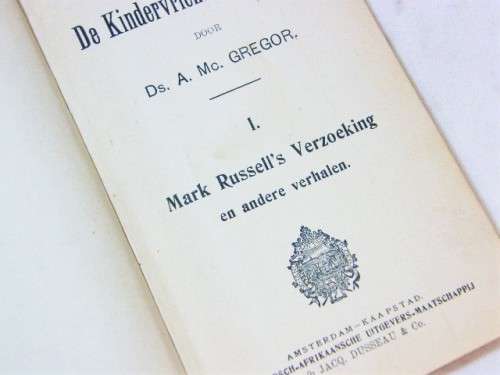 De Kindervrien
DOOR
Ds. A. Mc. GREGOR.
I.
Mark Russell's Verzoeking
en andere verhalen.
AMSTERDAM—KAAPSTAD.
SCH-AFRIKAANSCHE UITGEVERS-MAATSCHAPPIJ
JACQ. DUSSEAU & Co.